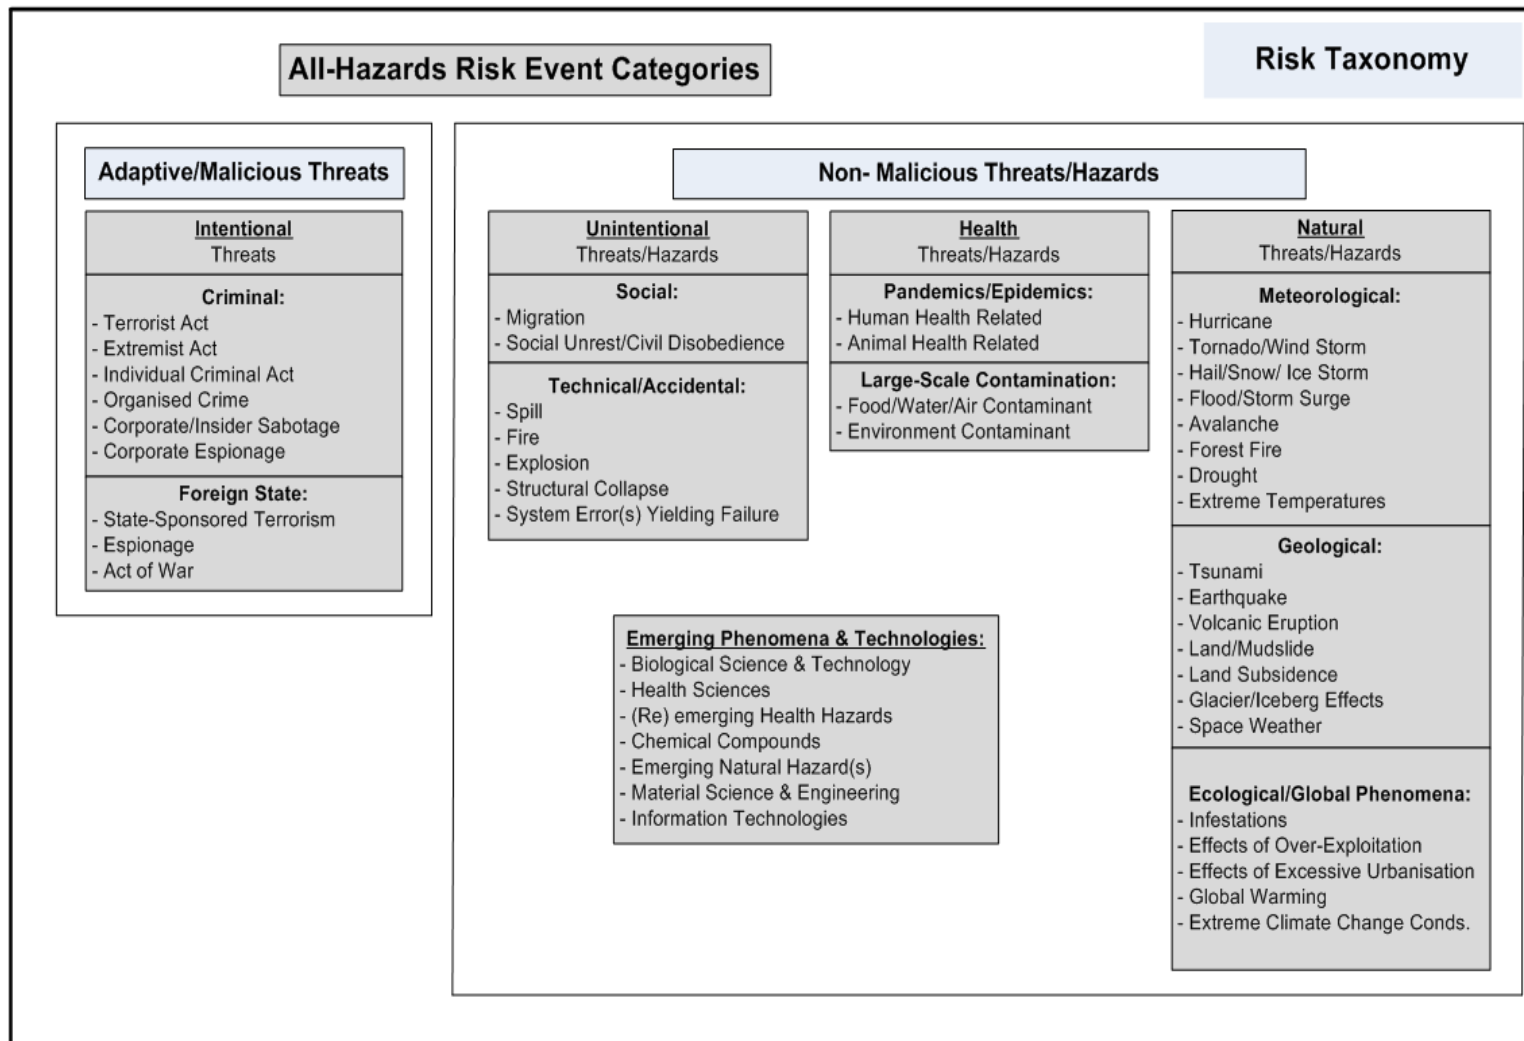 All-Hazards Risk Event Categories
Risk Taxonomy
Adaptive/Malicious Threats
Intentional
Threats
Criminal:
- Terrorist Act
- Extremist Act
- Individual Criminal Act
- Organised Crime
- Corporate/Insider Sabotage
- Corporate Espionage
Foreign State:
- State-Sponsored Terrorism
- Espionage
- Act of War
Non- Malicious Threats/Hazards
Unintentional
Threats/Hazards
Social:
- Migration
- Social Unrest/Civil Disobedience
Technical/Accidental:
- Spill
- Fire
- Explosion
- Structural Collapse
- System Error(s) Yielding Failure
Health
Threats/Hazards
Pandemics/Epidemics:
- Human Health Related
- Animal Health Related
Large-Scale Contamination:
- Food/Water/Air Contaminant
- Environment Contaminant
Natural
Threats/Hazards
Meteorological:
- Hurricane
- Tornado/Wind Storm
- Hail/Snow/ Ice Storm
- Flood/Storm Surge
- Avalanche
- Forest Fire
- Drought
- Extreme Temperatures
Geological:
- Tsunami
- Earthquake
- Volcanic Eruption
- Land/Mudslide
- Land Subsidence
- Glacier/Iceberg Effects
- Space Weather
Ecological/Global Phenomena:
- Infestations
- Effects of Over-Exploitation
- Effects of Excessive Urbanisation
- Global Warming
- Extreme Climate Change Conds.
Emerging Phenomena & Technologies:
- Biological Science & Technology
- Health Sciences
- (Re) emerging Health Hazards
- Chemical Compounds
- Emerging Natural Hazard(s)
- Material Science & Engineering
- Information Technologies